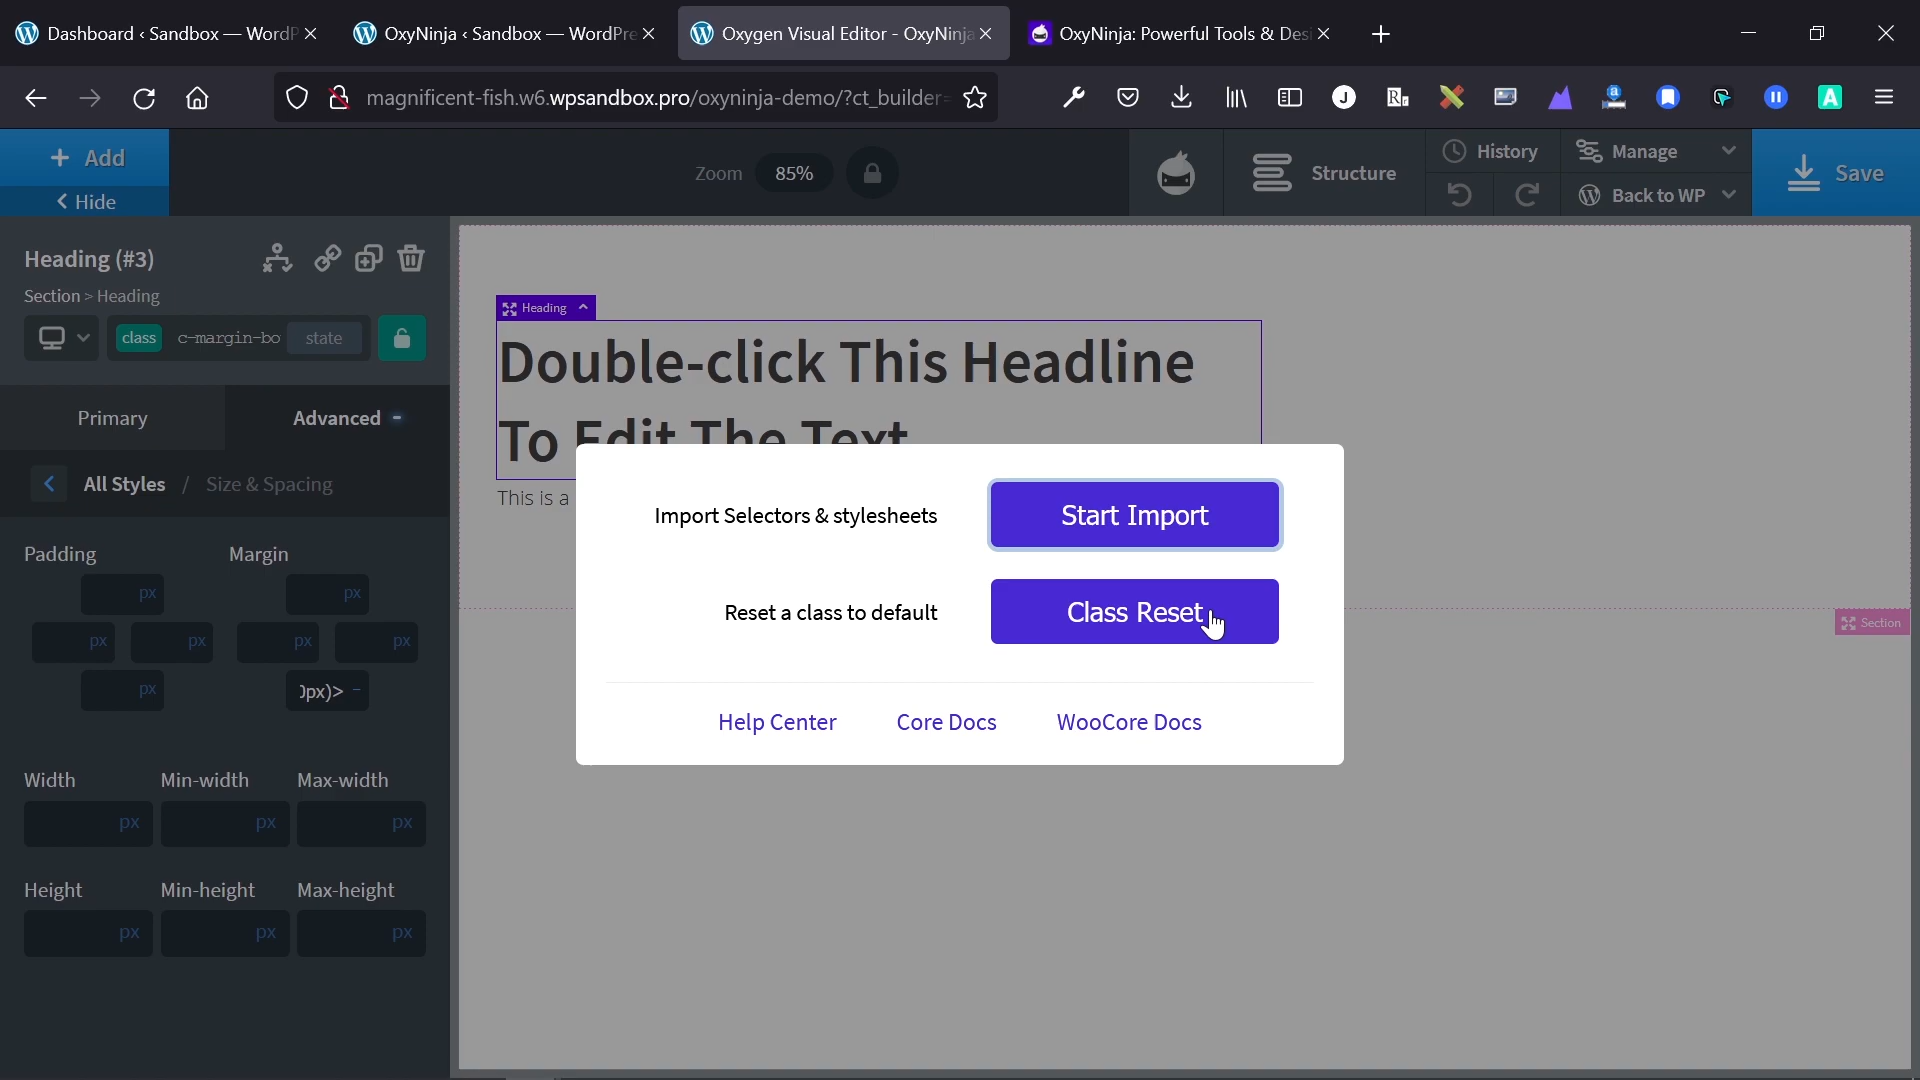 Dashboard ‹ Sandbox — WordP
OxyNinja ‹ Sandbox — WordPre
Oxygen Visual Editor - OxyNinja
OxyNinja: Powerful Tools & Desi
magnificent-fish.w6.wpsandbox.pro/oxyninja-demo/?ct_builder=
+ Add
Hide
Zoom 85%
Structure
History
Manage
Back to WP
Save
Heading (#3)
Section > Heading
class c-margin-bo state
Primary
Advanced
All Styles / Size & Spacing
Padding
Margin
px px
px px px px
px 0px)> –
Width Min-width Max-width
px px px
Height Min-height Max-height
px px px
Heading
Double-click This Headline
To Edit The Text
This is a
Section
Import Selectors & stylesheets
Start Import
Reset a class to default
Class Reset
Help Center
Core Docs
WooCore Docs